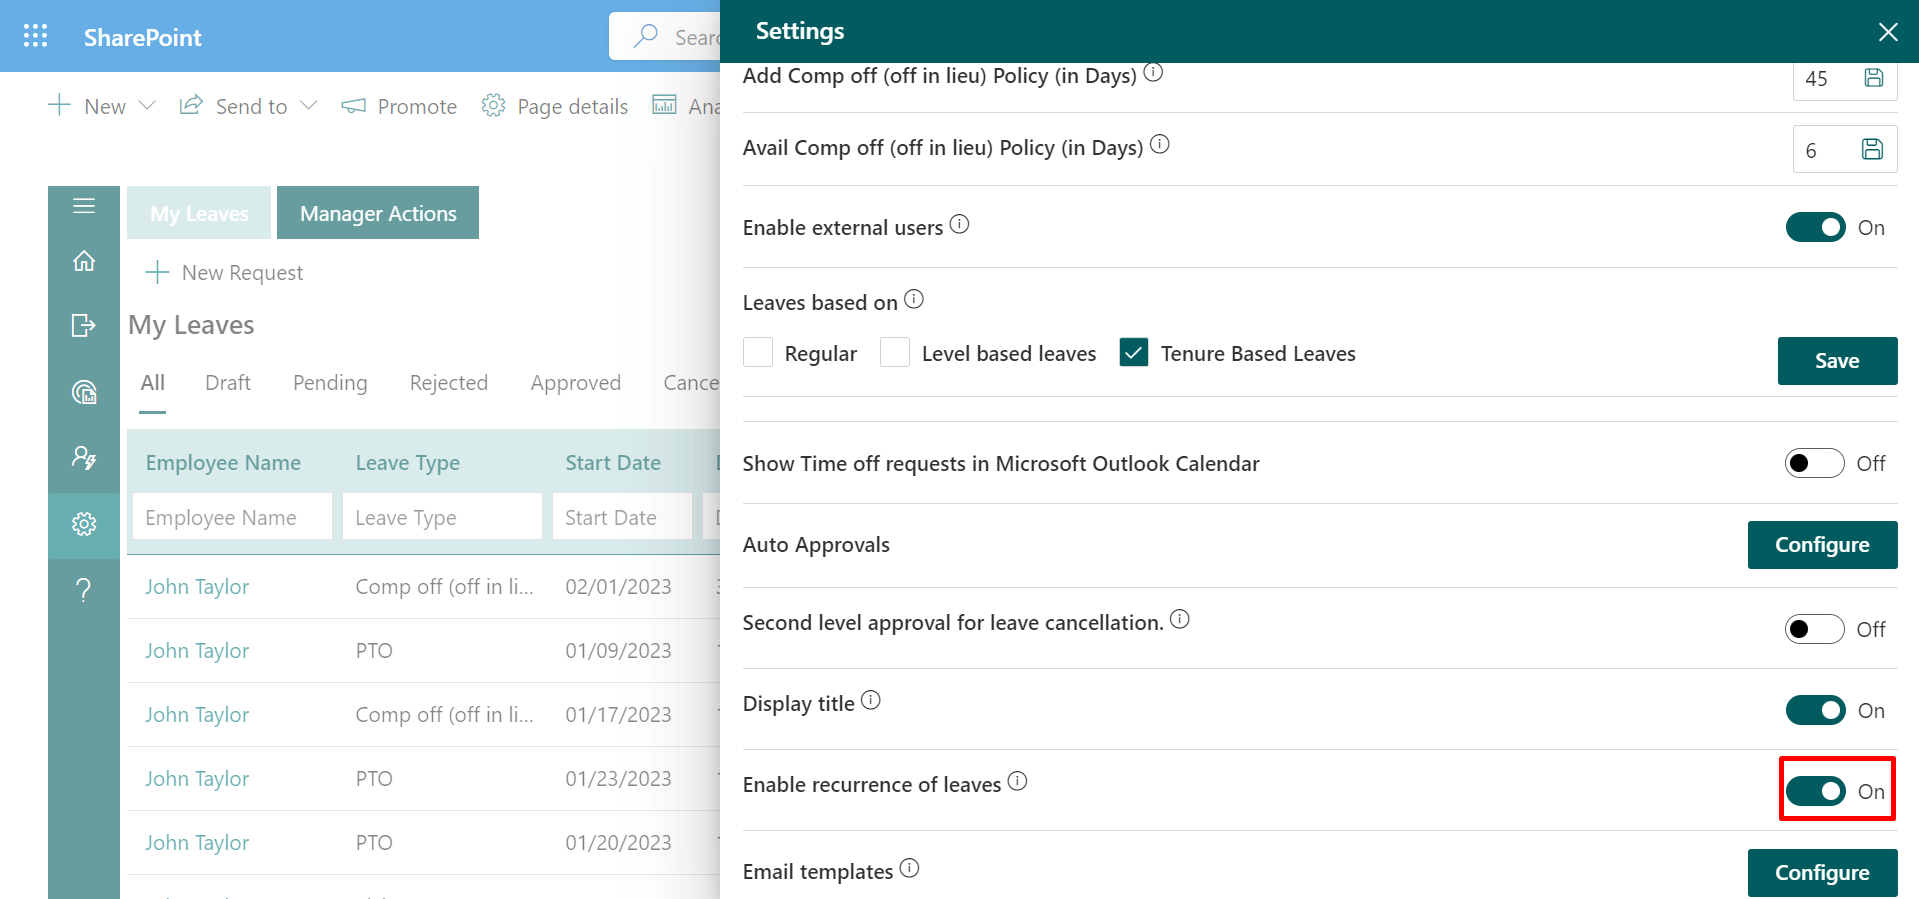 SharePoint
Settings
New
Send to
Promote
Page details
Add Comp off (off in lieu) Policy (in Days)
45
Avail Comp off (off in lieu) Policy (in Days)
6
My Leaves
Manager Actions
Enable external users
On
New Request
Leaves based on
My Leaves
Regular
Level based leaves
Tenure Based Leaves
Save
All
Draft
Pending
Rejected
Approved
Employee Name
Leave Type
Start Date
Show Time off requests in Microsoft Outlook Calendar
Off
Employee Name
Leave Type
Start Date
Auto Approvals
Configure
John Taylor
Comp off (off in li...
02/01/2023
Second level approval for leave cancellation.
Off
John Taylor
PTO
01/09/2023
Display title
On
John Taylor
Comp off (off in li...
01/17/2023
Enable recurrence of leaves
On
John Taylor
PTO
01/23/2023
John Taylor
PTO
01/20/2023
Email templates
Configure